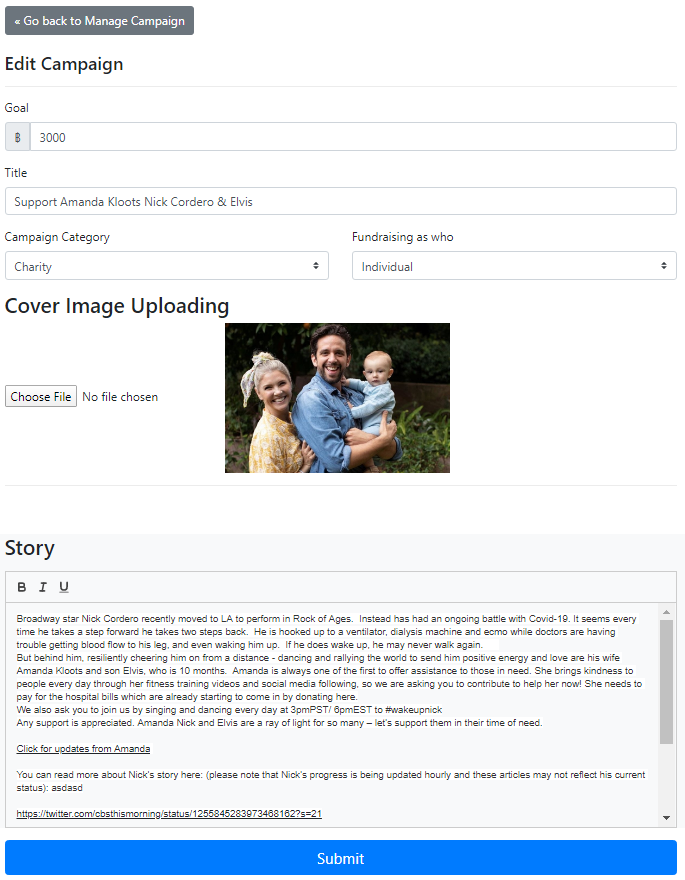 « Go back to Manage Campaign
Edit Campaign
Goal
฿ 3000
Title
Support Amanda Kloots Nick Cordero & Elvis
Campaign Category
Fundraising as who
Charity
Individual
Cover Image Uploading
Choose File No file chosen
Story
B I U
Broadway star Nick Cordero recently moved to LA to perform in Rock of Ages.  Instead has had an ongoing battle with Covid-19. It seems every
time he takes a step forward he takes two steps back.  He is hooked up to a ventilator, dialysis machine and ecmo while doctors are having
trouble getting blood flow to his leg, and even waking him up.  If he does wake up, he may never walk again.
But behind him, resiliently cheering him on from a distance - dancing and rallying the world to send him positive energy and love are his wife
Amanda Kloots and son Elvis, who is 10 months.  Amanda is always one of the first to offer assistance to those in need. She brings kindness to
people every day through her fitness training videos and social media following, so we are asking you to contribute to help her now! She needs to
pay for the hospital bills which are already starting to come in by donating here.
We also ask you to join us by singing and dancing every day at 3pmPST/ 6pmEST to #wakeupnick
Any support is appreciated. Amanda Nick and Elvis are a ray of light for so many – let's support them in their time of need.
Click for updates from Amanda
You can read more about Nick's story here: (please note that Nick's progress is being updated hourly and these articles may not reflect his current
status): asdasd
https://twitter.com/cbsthismorning/status/1255845283973468162?s=21
Submit